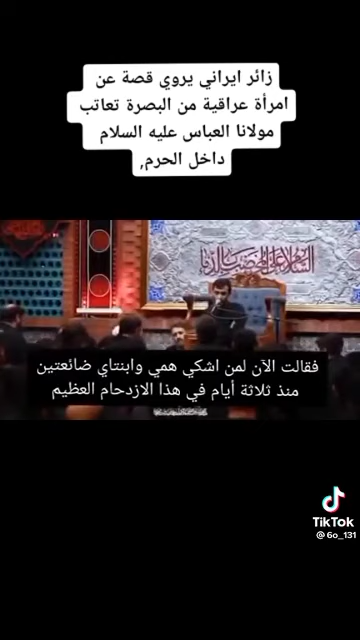 زائر ايراني يروي قصة عن
امرأة عراقية من البصرة تعاتب
مولانا العباس عليه السلام
داخل الحرم,
فقالت الآن لمن اشكي همي وابنتاي ضائعتين
منذ ثلاثة أيام في هذا الازدحام العظيم
TikTok
@6o_131